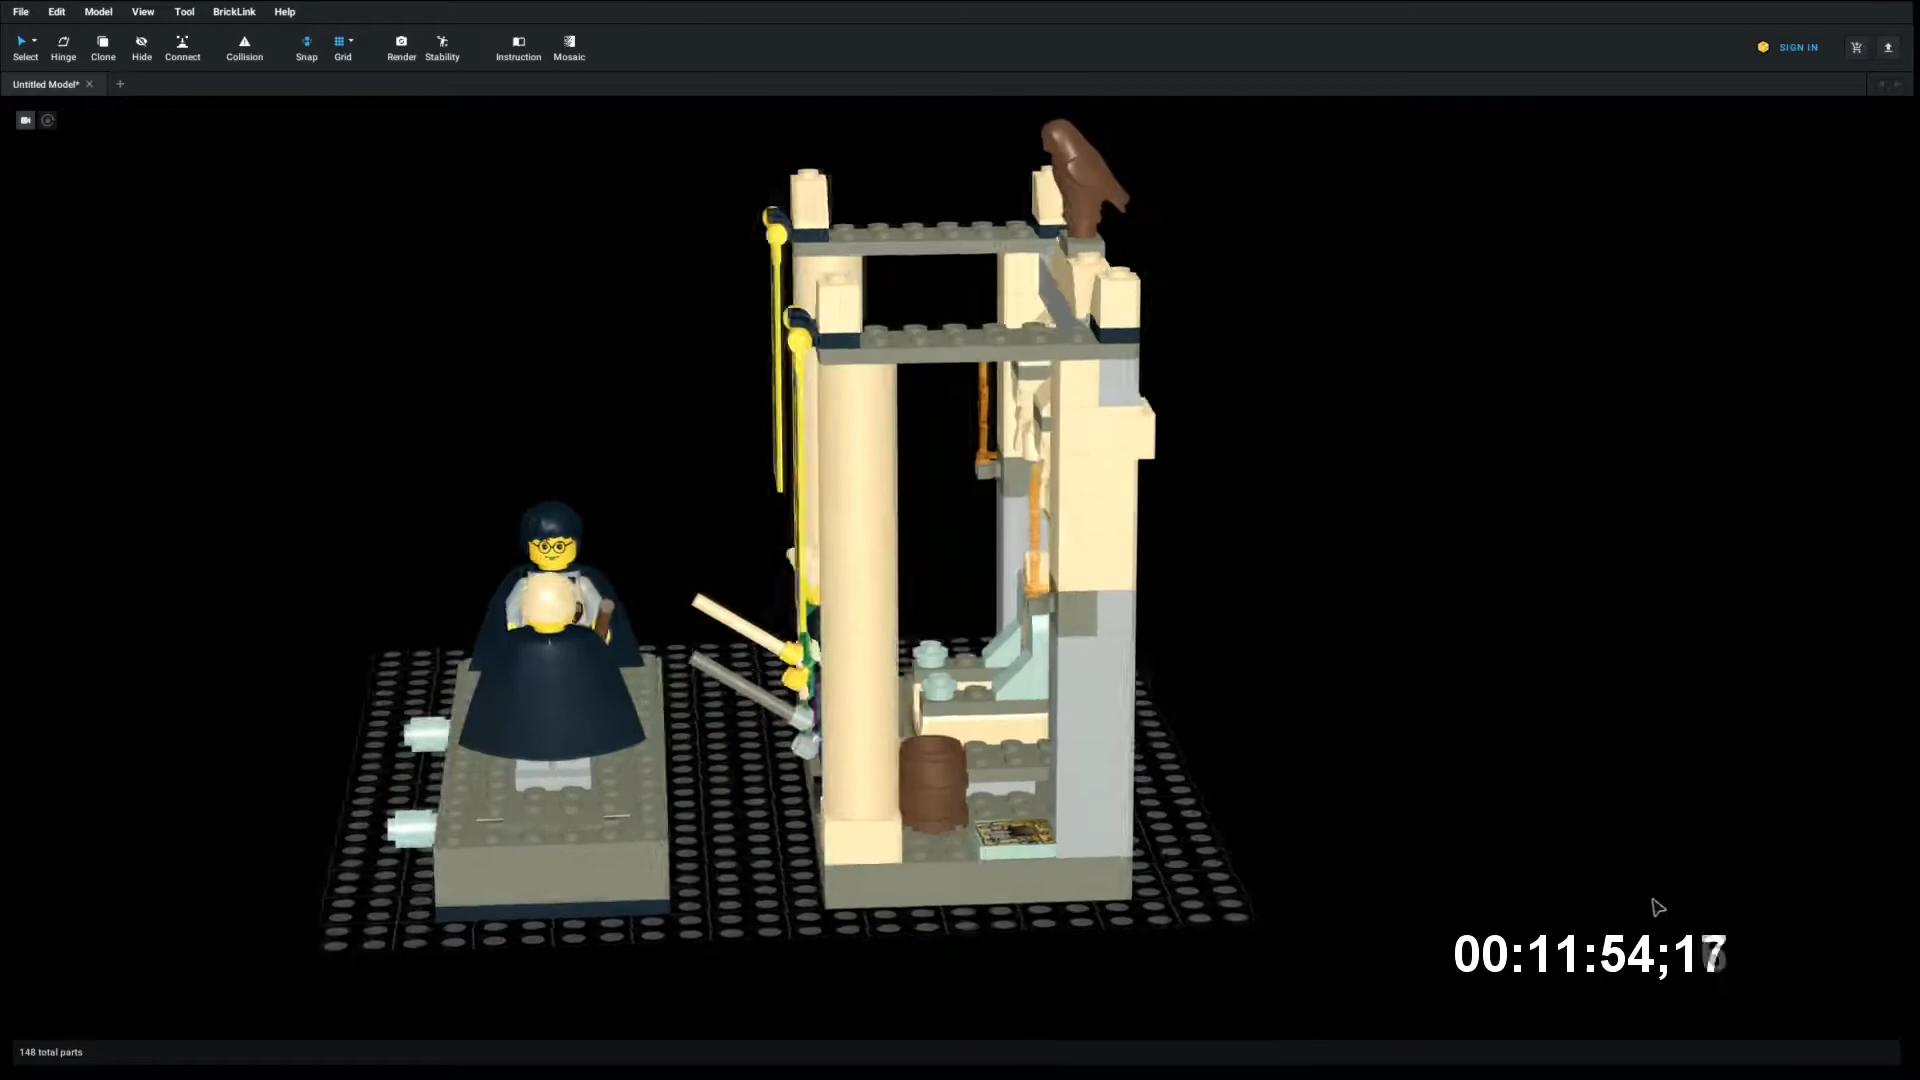 File Edit Model View Tool BrickLink Help
Select Hinge Clone Hide Connect Collision Snap Grid Render Stability Instruction Mosaic
SIGN IN
Untitled Model*
00:11:54;17
148 total parts